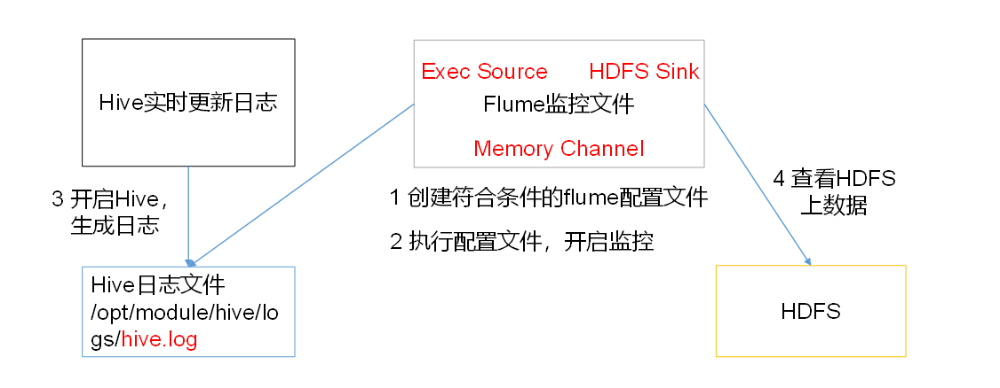 Hive实时更新日志
Exec Source
HDFS Sink
Flume监控文件
Memory Channel
3 开启Hive，
生成日志
1 创建符合条件的flume配置文件
2 执行配置文件，开启监控
4 查看HDFS
上数据
Hive日志文件
/opt/module/hive/lo
gs/hive.log
HDFS